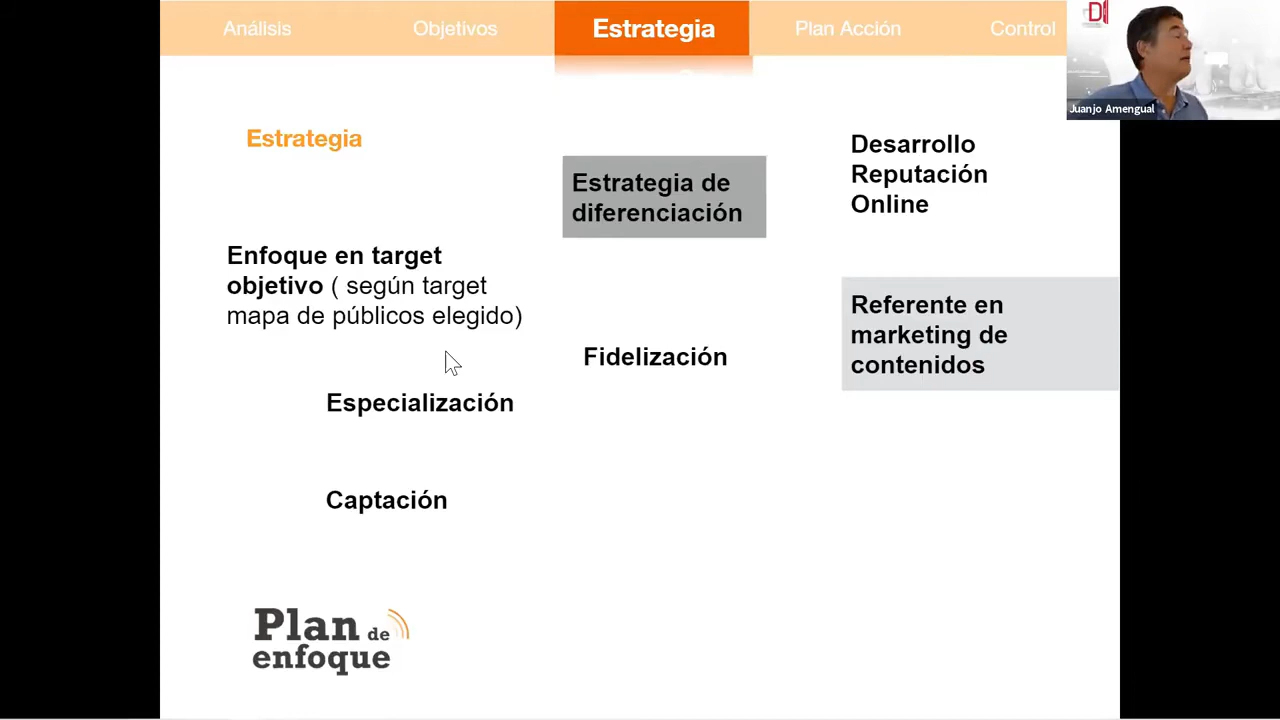 Análisis
Objetivos
Estrategia
Plan Acción
Control
D
Juanjo Amengual
Estrategia
Enfoque en target
objetivo ( según target
mapa de públicos elegido)
Especialización
Captación
Estrategia de
diferenciación
Fidelización
Desarrollo
Reputación
Online
Referente en
marketing de
contenidos
Plan de
enfoque